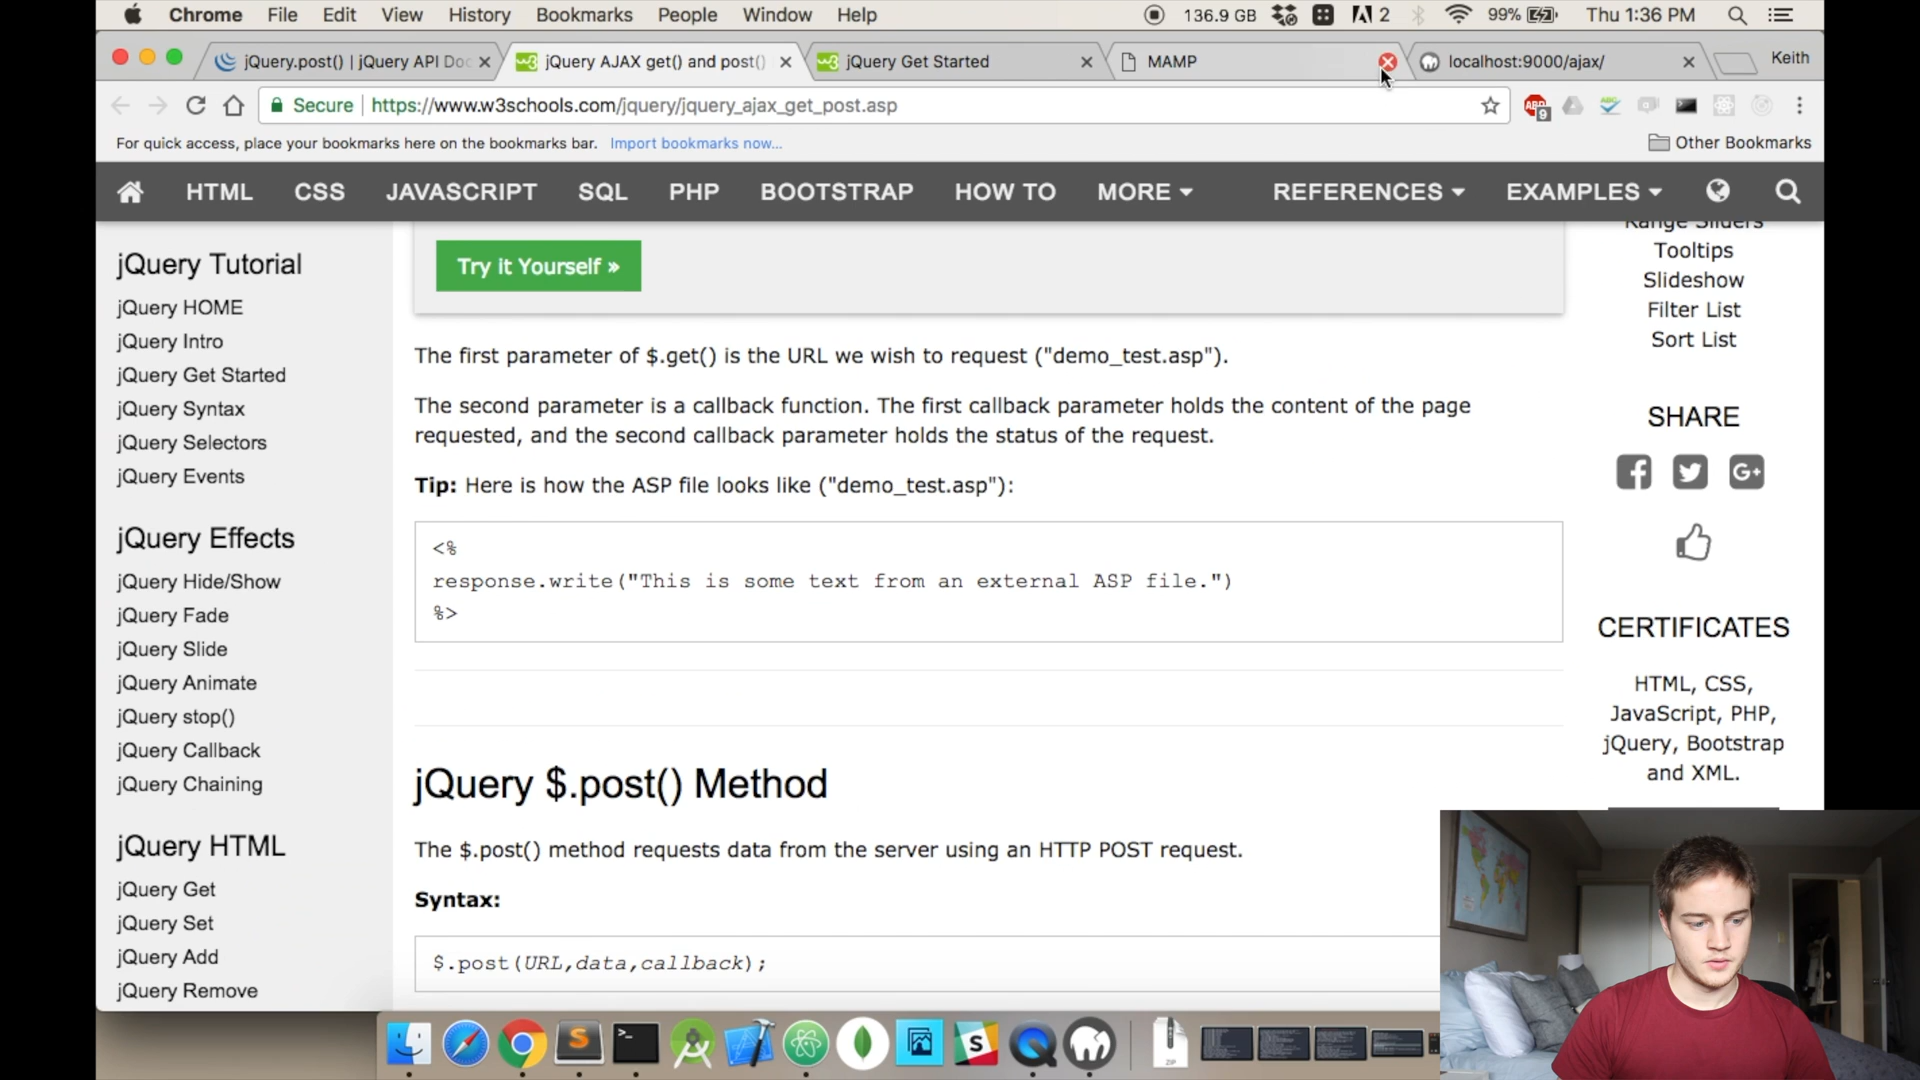 Chrome File Edit View History Bookmarks People Window Help 136.9 GB 2 99% Thu 1:36 PM
jQuery.post() | jQuery API Doc jQuery AJAX get() and post() jQuery Get Started MAMP localhost:9000/ajax/ Keith
Secure https://www.w3schools.com/jquery/jquery_ajax_get_post.asp ABP 9
For quick access, place your bookmarks here on the bookmarks bar. Import bookmarks now... Other Bookmarks
HTML CSS JAVASCRIPT SQL PHP BOOTSTRAP HOW TO MORE REFERENCES EXAMPLES
jQuery Tutorial
jQuery HOME
jQuery Intro
jQuery Get Started
jQuery Syntax
jQuery Selectors
jQuery Events
jQuery Effects
jQuery Hide/Show
jQuery Fade
jQuery Slide
jQuery Animate
jQuery stop()
jQuery Callback
jQuery Chaining
jQuery HTML
jQuery Get
jQuery Set
jQuery Add
jQuery Remove
Try it Yourself »
The first parameter of $.get() is the URL we wish to request ("demo_test.asp").
The second parameter is a callback function. The first callback parameter holds the content of the page
requested, and the second callback parameter holds the status of the request.
Tip: Here is how the ASP file looks like ("demo_test.asp"):
<%
response.write("This is some text from an external ASP file.")
%>
jQuery $.post() Method
The $.post() method requests data from the server using an HTTP POST request.
Syntax:
$.post(URL,data,callback);
Range Sliders
Tooltips
Slideshow
Filter List
Sort List
SHARE
CERTIFICATES
HTML, CSS,
JavaScript, PHP,
jQuery, Bootstrap
and XML.